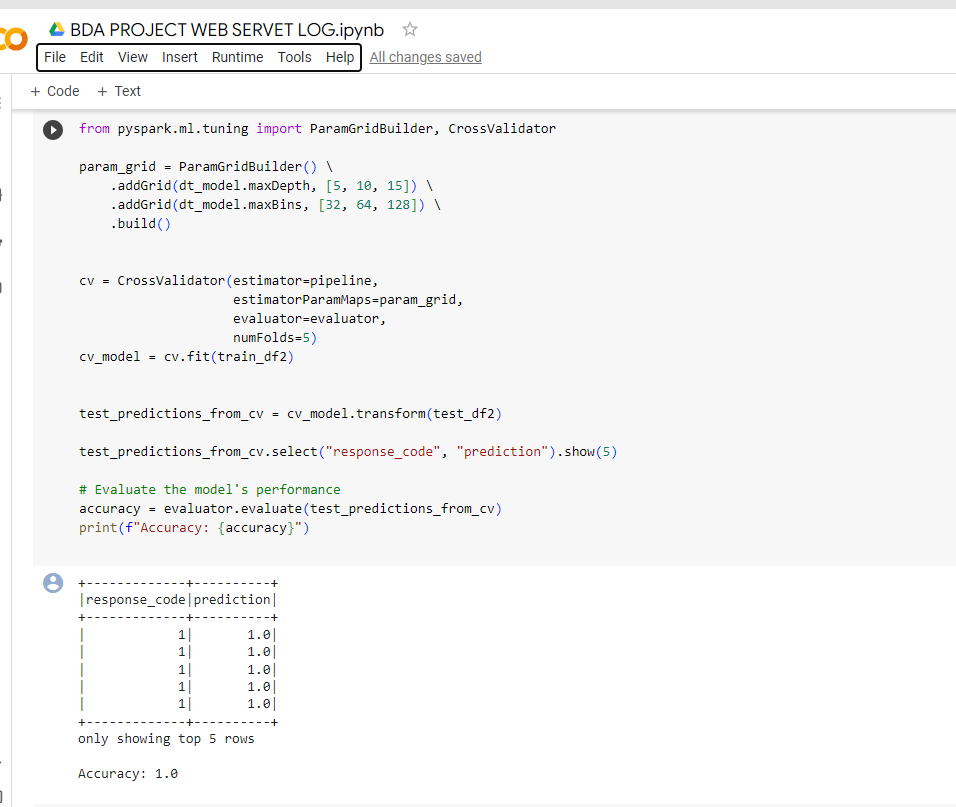 BDA PROJECT WEB SERVET LOG.ipynb
File Edit View Insert Runtime Tools Help All changes saved
+ Code + Text
from pyspark.ml.tuning import ParamGridBuilder, CrossValidator
param_grid = ParamGridBuilder() \
.addGrid(dt_model.maxDepth, [5, 10, 15]) \
.addGrid(dt_model.maxBins, [32, 64, 128]) \
.build()
cv = CrossValidator(estimator=pipeline,
estimatorParamMaps=param_grid,
evaluator=evaluator,
numFolds=5)
cv_model = cv.fit(train_df2)
test_predictions_from_cv = cv_model.transform(test_df2)
test_predictions_from_cv.select("response_code", "prediction").show(5)
# Evaluate the model's performance
accuracy = evaluator.evaluate(test_predictions_from_cv)
print(f"Accuracy: {accuracy}")
+-------------+----------+
|response_code|prediction|
+-------------+----------+
|            1|       1.0|
|            1|       1.0|
|            1|       1.0|
|            1|       1.0|
|            1|       1.0|
+-------------+----------+
only showing top 5 rows
Accuracy: 1.0